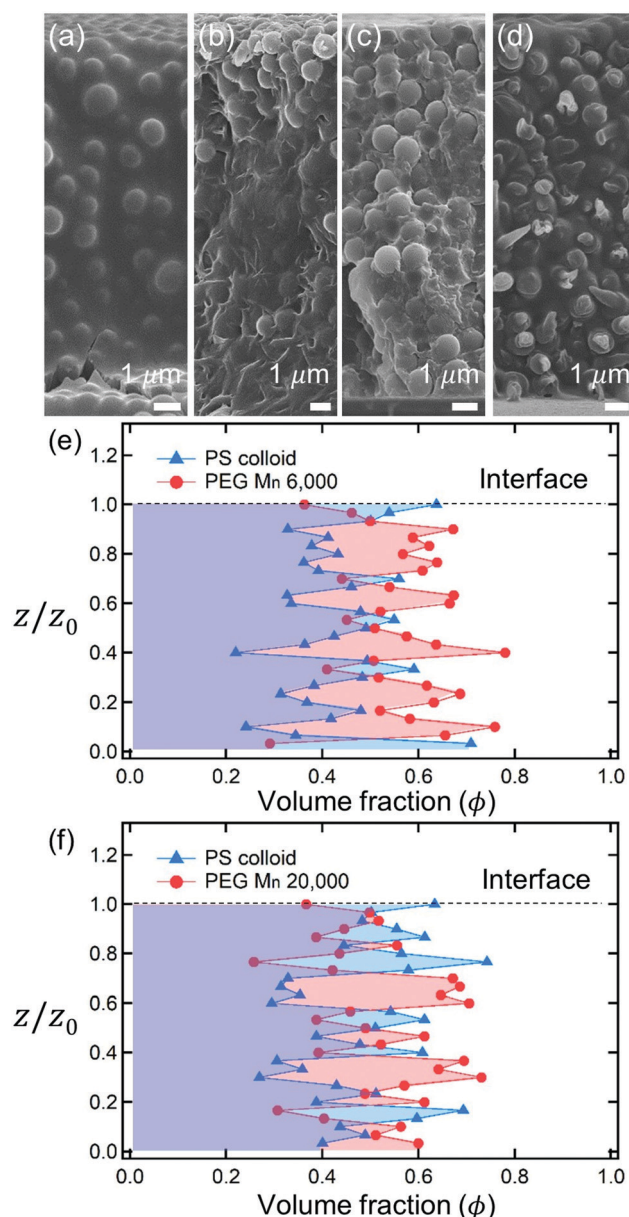 (a) (b) (c) (d)
1 μm 1 μm 1 μm 1 μm
(e)
PS colloid
PEG Mn 6,000
Interface
z/z0
1.2
1.0
0.8
0.6
0.4
0.2
0.0
0.0 0.2 0.4 0.6 0.8 1.0
Volume fraction (ϕ)
(f)
PS colloid
PEG Mn 20,000
Interface
z/z0
1.2
1.0
0.8
0.6
0.4
0.2
0.0
0.0 0.2 0.4 0.6 0.8 1.0
Volume fraction (ϕ)